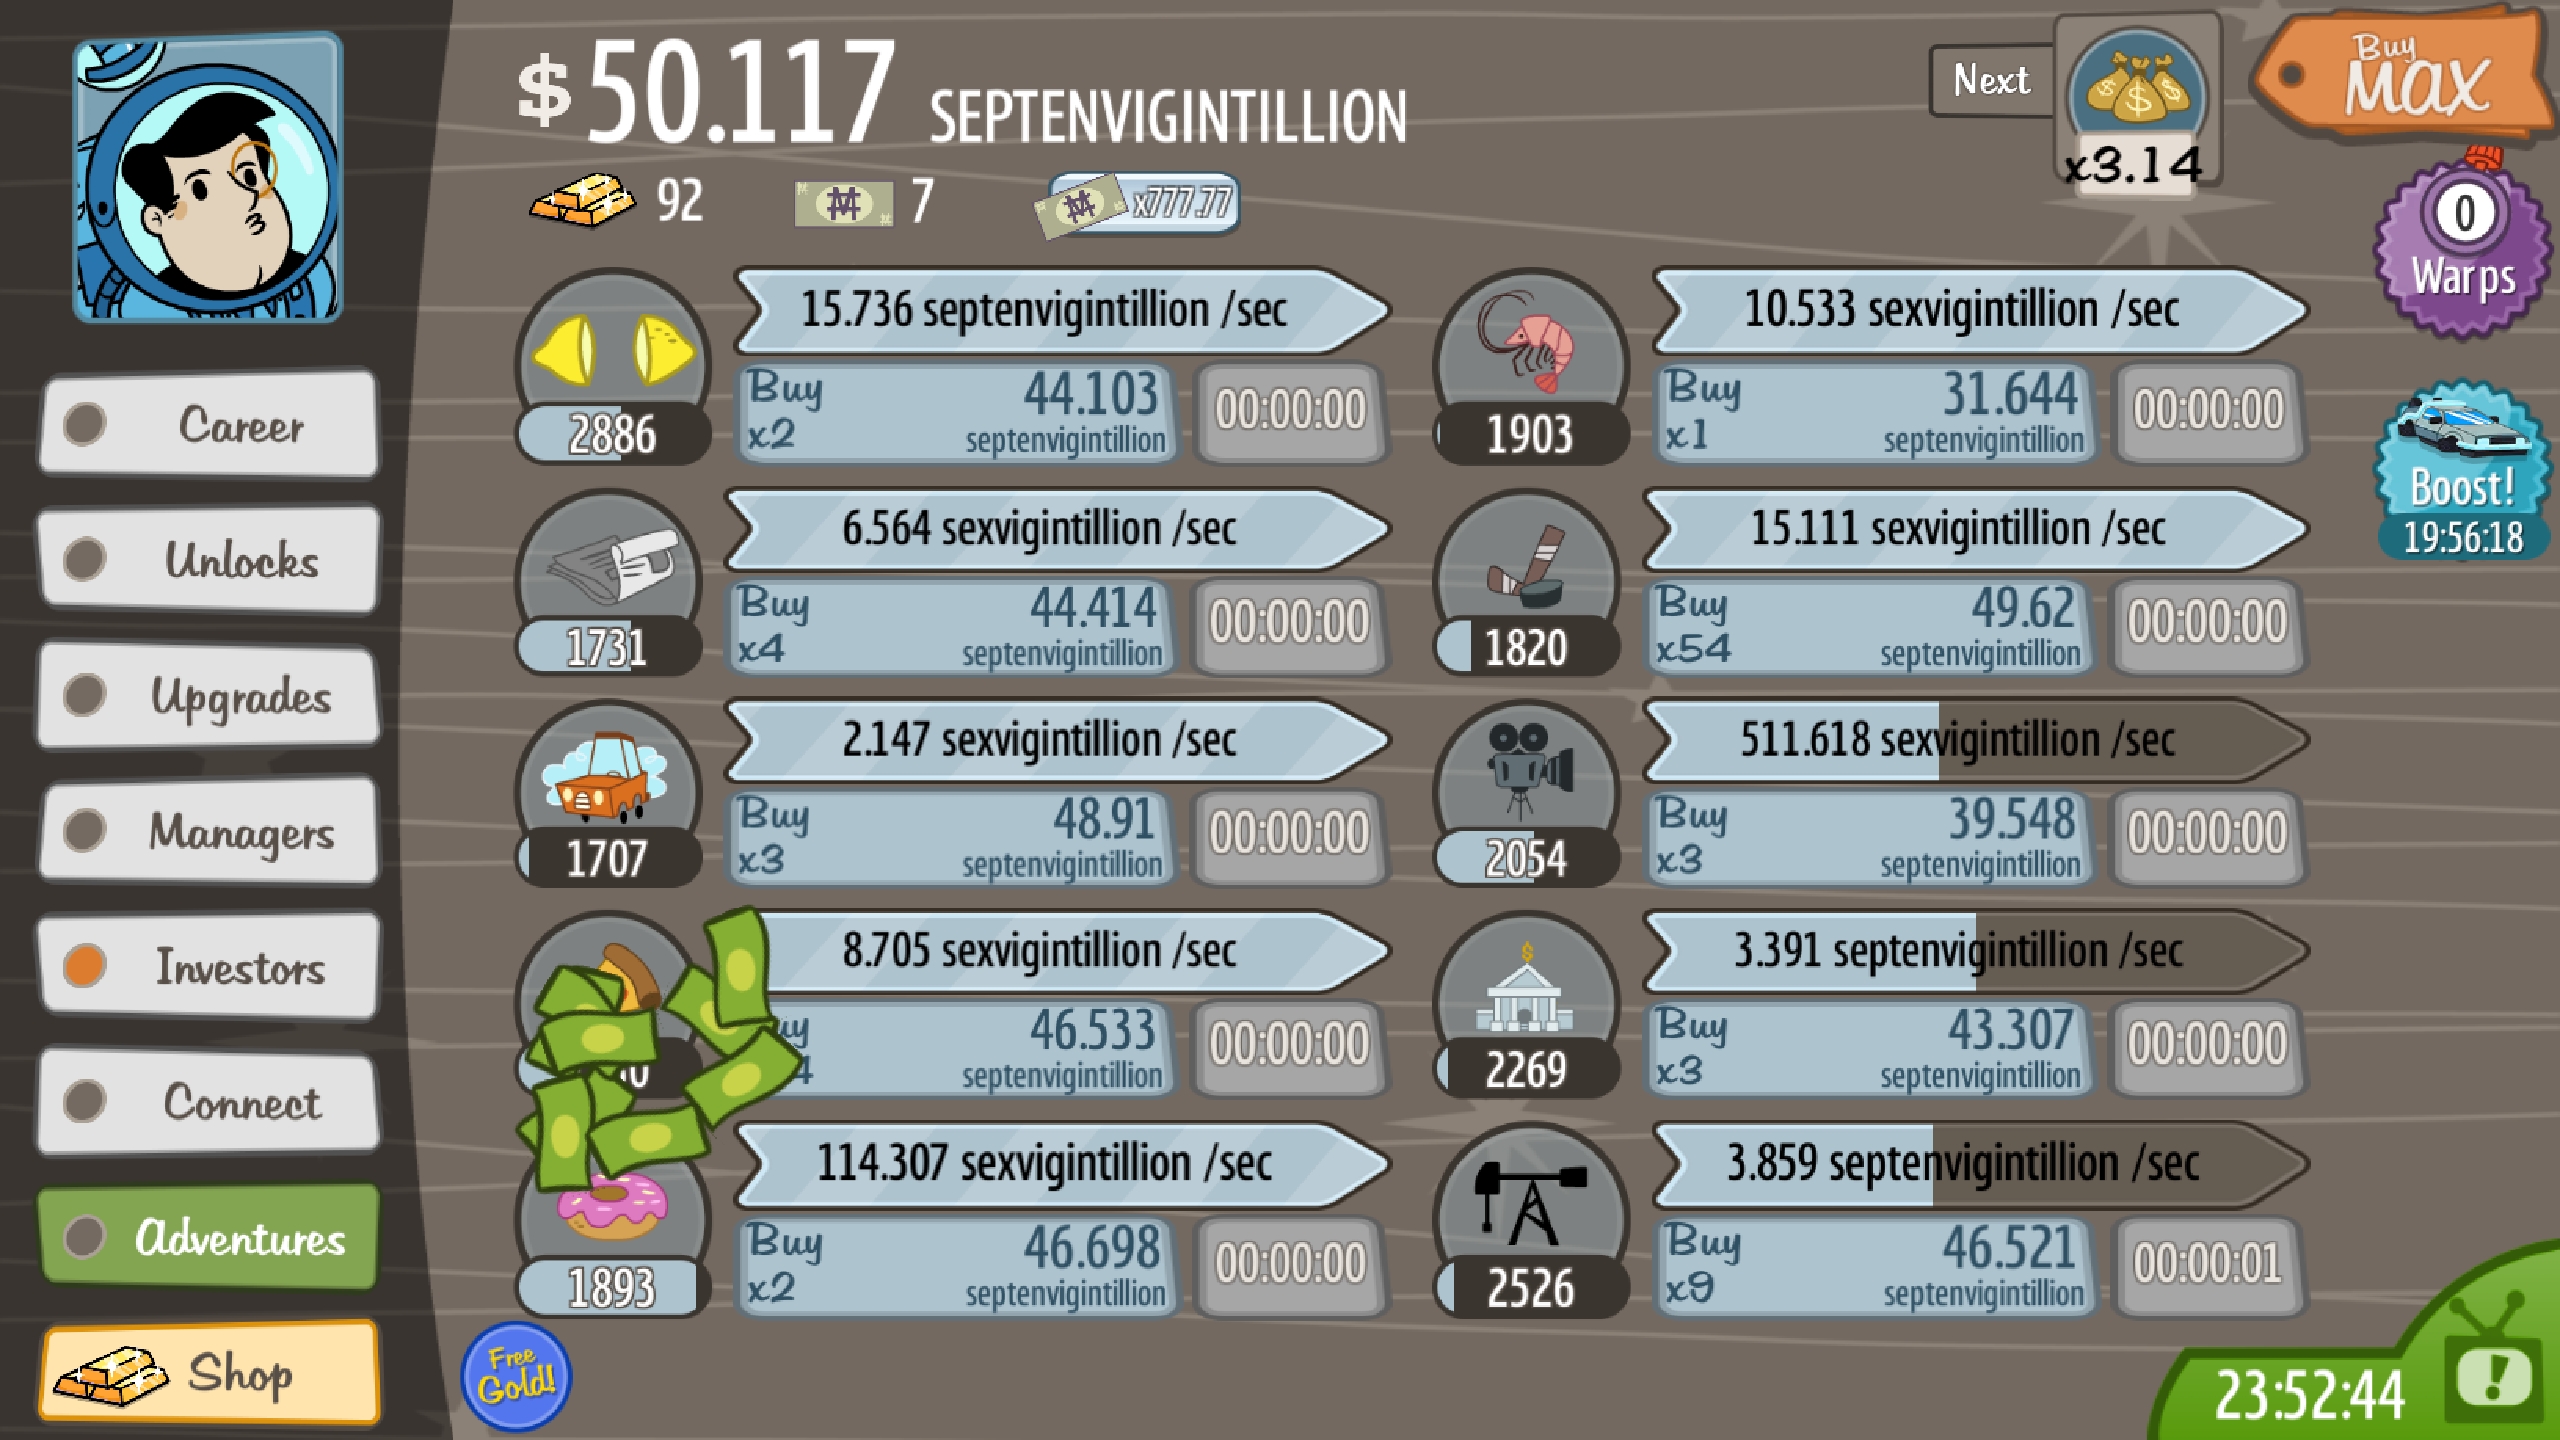 $50.117 SEPTENVIGINTILLION
92
7
x777.77
Next
x3.14
Buy
MAX
0
Warps
Boost!
19:56:18
Career
Unlocks
Upgrades
Managers
Investors
Connect
Adventures
Shop
15.736 septenvigintillion /sec
2886
Buy
x2
44.103
septenvigintillion
00:00:00
10.533 sexvigintillion /sec
1903
Buy
x1
31.644
septenvigintillion
00:00:00
6.564 sexvigintillion /sec
1731
Buy
x4
44.414
septenvigintillion
00:00:00
15.111 sexvigintillion /sec
1820
Buy
x54
49.62
septenvigintillion
00:00:00
2.147 sexvigintillion /sec
1707
Buy
x3
48.91
septenvigintillion
00:00:00
511.618 sexvigintillion /sec
2054
Buy
x3
39.548
septenvigintillion
00:00:00
8.705 sexvigintillion /sec
46.533
septenvigintillion
00:00:00
3.391 septenvigintillion /sec
2269
Buy
x3
43.307
septenvigintillion
00:00:00
114.307 sexvigintillion /sec
1893
Buy
x2
46.698
septenvigintillion
00:00:00
3.859 septenvigintillion /sec
2526
Buy
x9
46.521
septenvigintillion
00:00:01
Free
Gold!
23:52:44